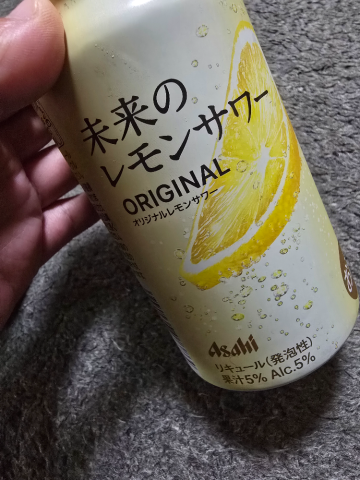 未来の
レモンサワー
ORIGINAL
オリジナルレモンサワー
Asahi
リキュール(発泡性)
果汁5% Alc.5%